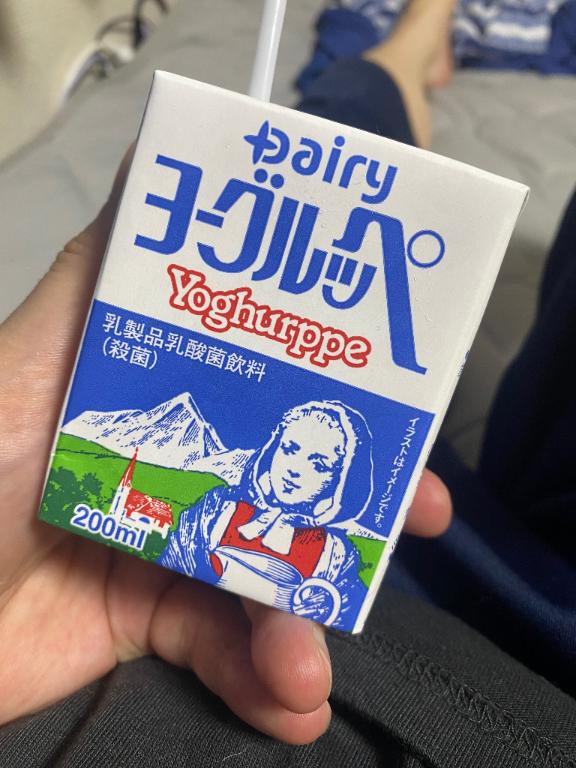 Dairy
ヨーグルッペ
Yoghurppe
乳製品乳酸菌飲料
(殺菌)
イラストはイメージです。
200ml